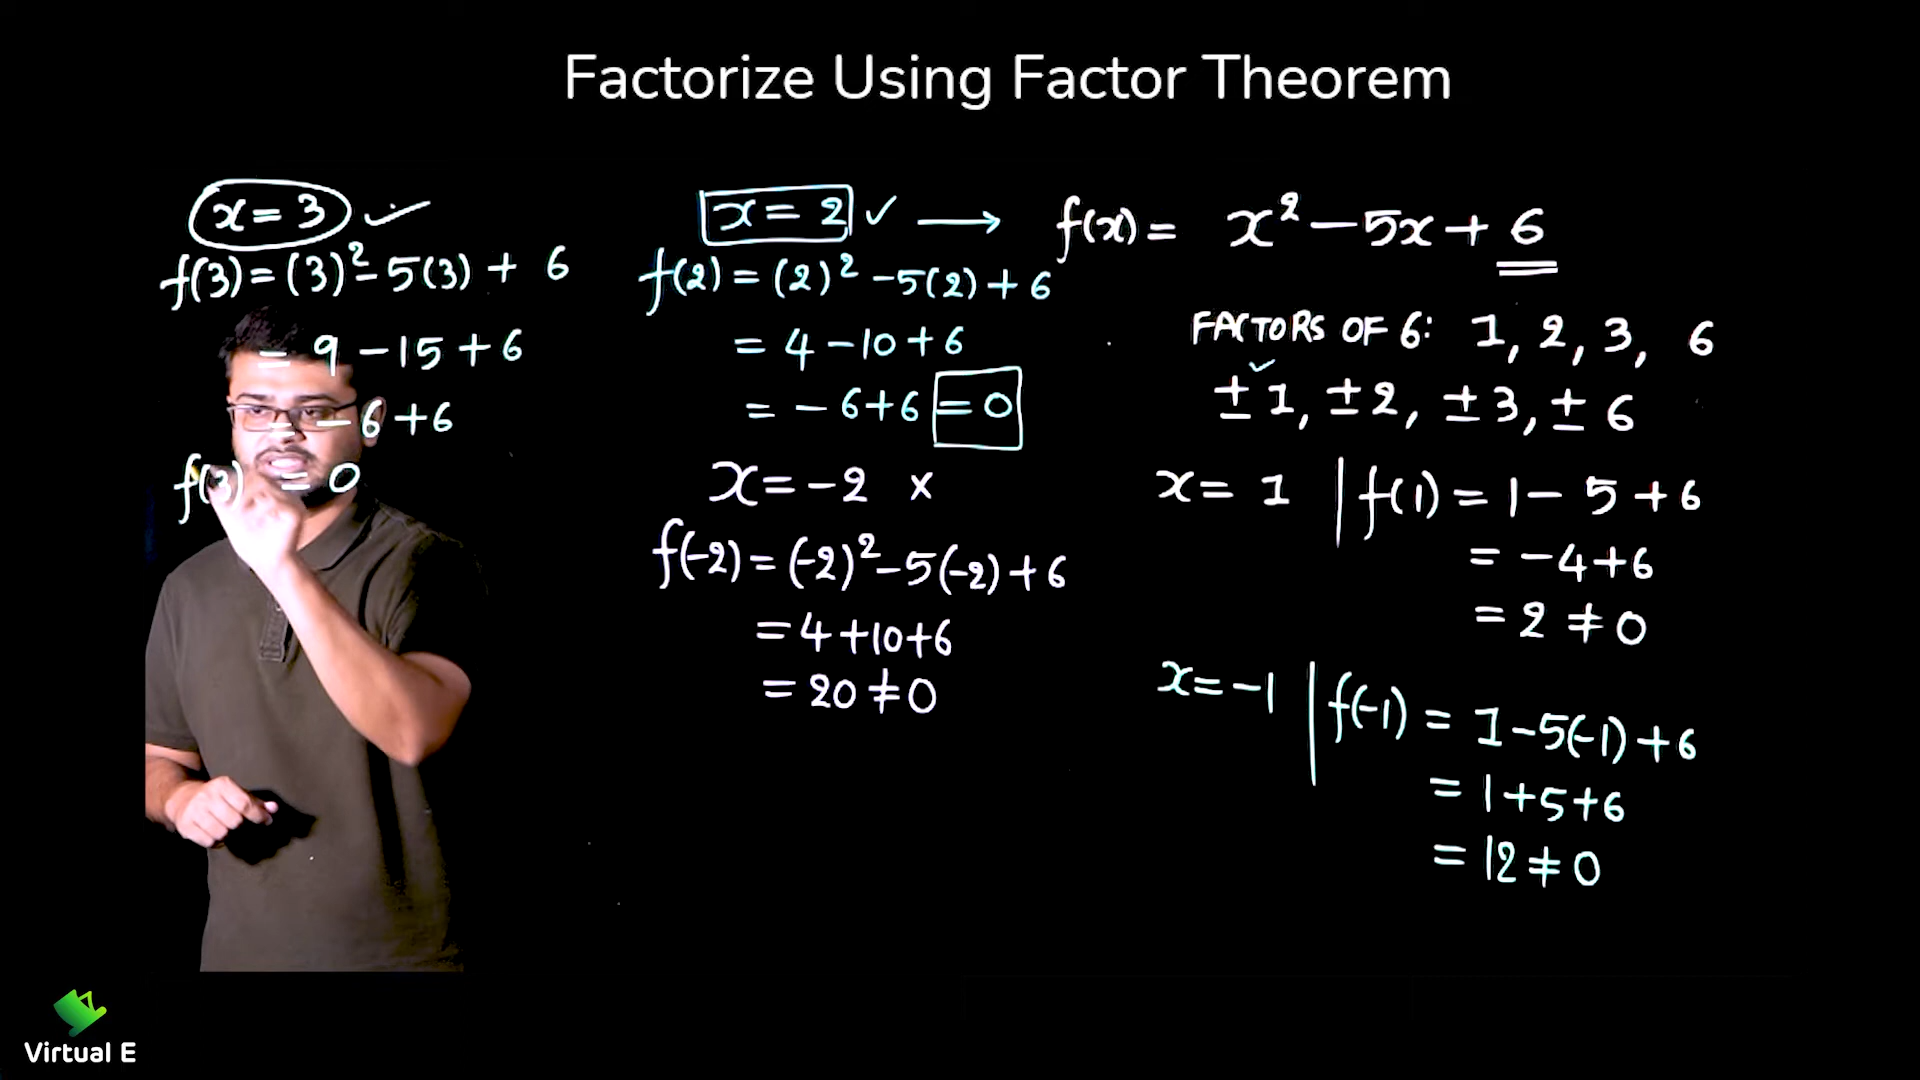 Factorize Using Factor Theorem
x = 3 ✓
f(3) = (3)² - 5(3) + 6
= 9 - 15 + 6
= -6 + 6
f(3) = 0
x = 2 ✓ →
f(2) = (2)² - 5(2) + 6
= 4 - 10 + 6
= -6 + 6 = 0
x = -2 ×
f(-2) = (-2)² - 5(-2) + 6
= 4 + 10 + 6
= 20 ≠ 0
f(x) = x² - 5x + 6
FACTORS OF 6: 1, 2, 3, 6
± 1, ± 2, ± 3, ± 6
x = 1 | f(1) = 1 - 5 + 6
= -4 + 6
= 2 ≠ 0
x = -1 | f(-1) = 1 - 5(-1) + 6
= 1 + 5 + 6
= 12 ≠ 0
Virtual E